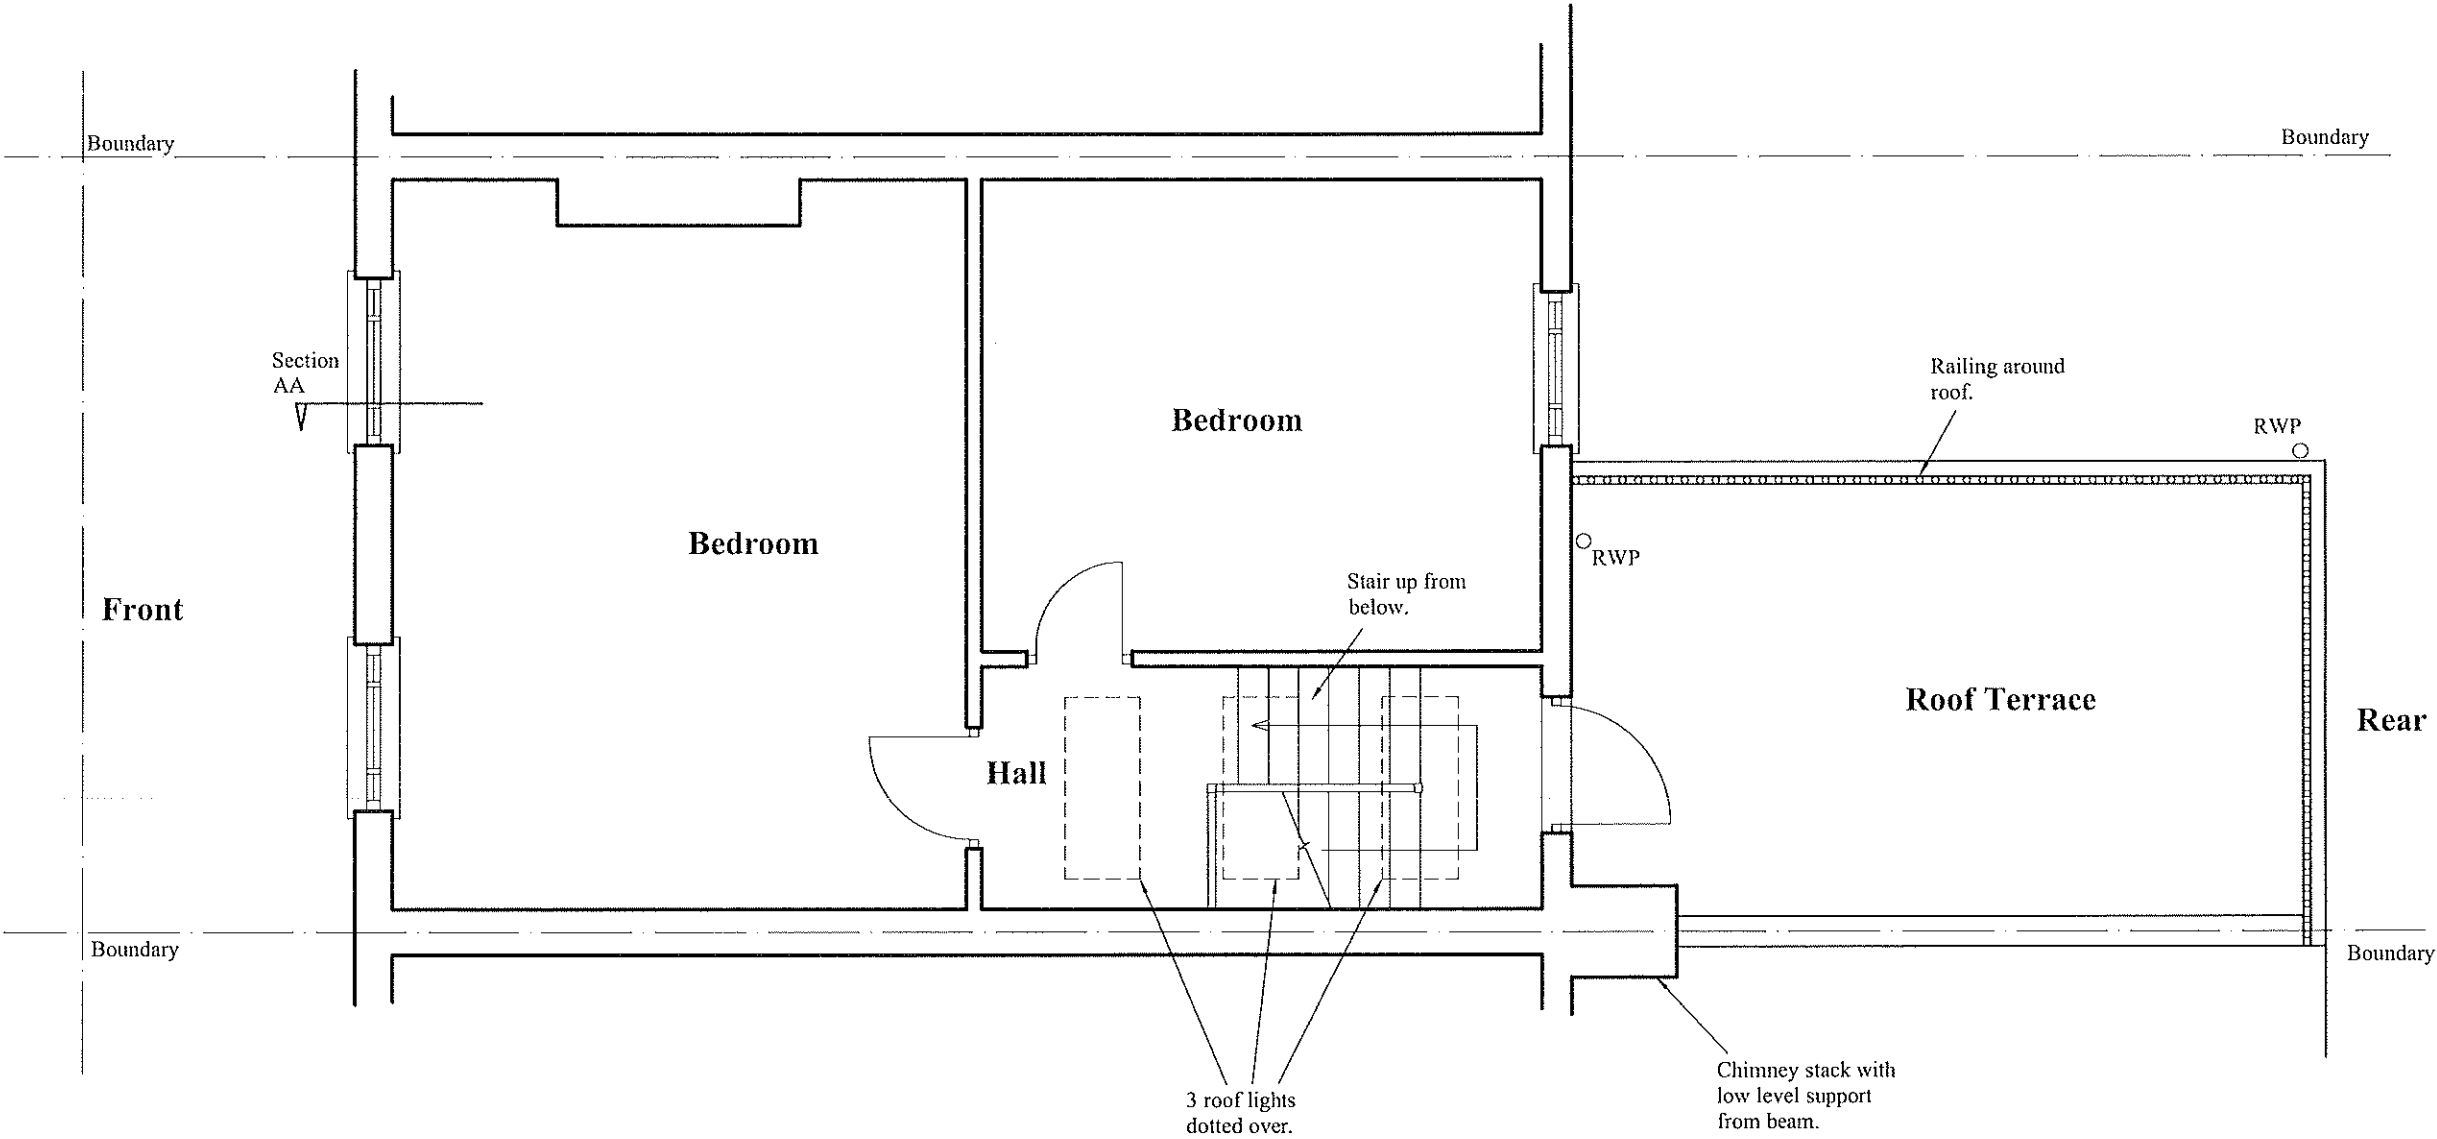 Boundary
Boundary
Section
AA
Railing around
roof.
Bedroom
RWP
Bedroom
RWP
Stair up from
below.
Front
Roof Terrace
Rear
Hall
Boundary
Boundary
3 roof lights
dotted over.
Chimney stack with
low level support
from beam.